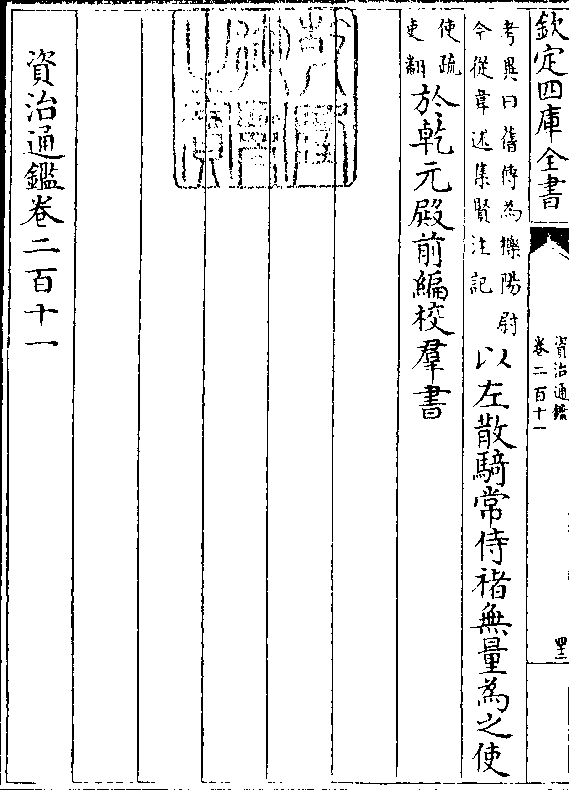 欽定四庫全書
資治通鑑
卷二百十一
四三
考異曰舊傳為櫟陽尉
今從韋述集賢注記
以左散騎常侍褚無量為之使
使疏
吏翻
於乾元殿前編校羣書
資治通鑑卷二百十一